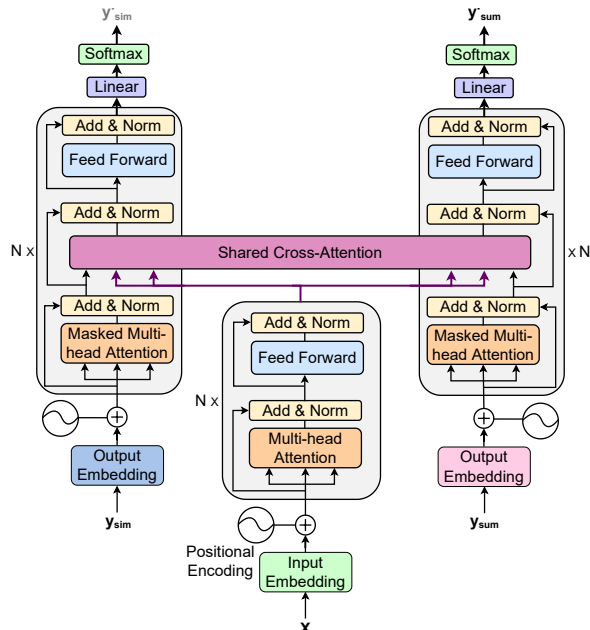 y'sim
Softmax
Linear
Add & Norm
Feed Forward
Add & Norm
N x
Add & Norm
Masked Multi-
head Attention
Output
Embedding
ysim
y'sum
Softmax
Linear
Add & Norm
Feed Forward
Add & Norm
x N
Add & Norm
Masked Multi-
head Attention
Output
Embedding
ysum
Shared Cross-Attention
Add & Norm
Feed Forward
N x
Add & Norm
Multi-head
Attention
Positional
Encoding
Input
Embedding
x